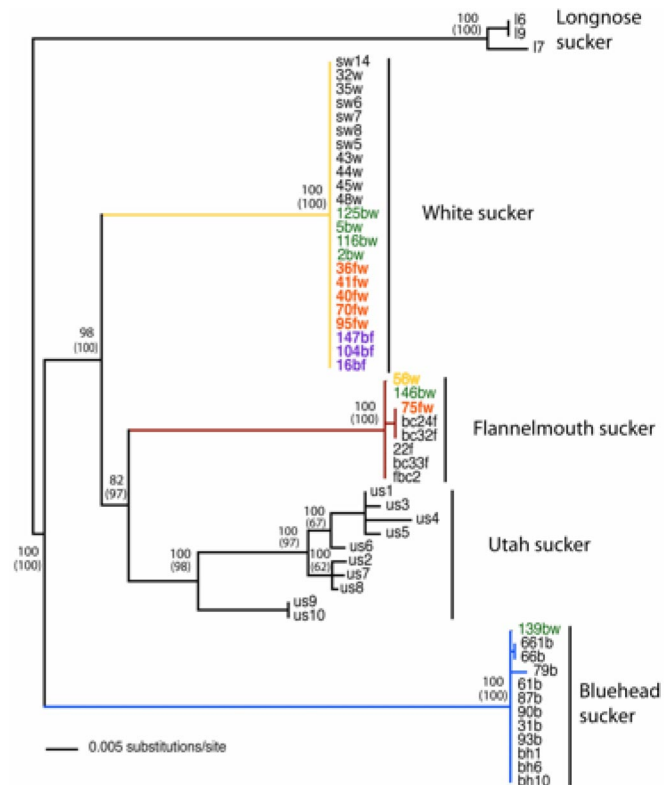 100
(100)
l6
l9
l7
Longnose
sucker
sw14
32w
35w
sw6
sw7
sw8
sw5
43w
44w
45w
48w
125bw
5bw
116bw
2bw
36fw
41fw
40fw
70fw
95fw
147bf
104bf
16bf
100
(100)
White sucker
98
(100)
56w
146bw
75fw
bc24f
bc32f
22f
bc33f
fbc2
100
(100)
Flannelmouth sucker
82
(97)
us1
us3
us4
us5
us6
us2
us7
us8
us9
us10
100
(67)
100
(97)
100
(62)
100
(98)
Utah sucker
100
(100)
139bw
661b
66b
79b
61b
87b
90b
31b
93b
bh1
bh6
bh10
100
(100)
Bluehead
sucker
0.005 substitutions/site